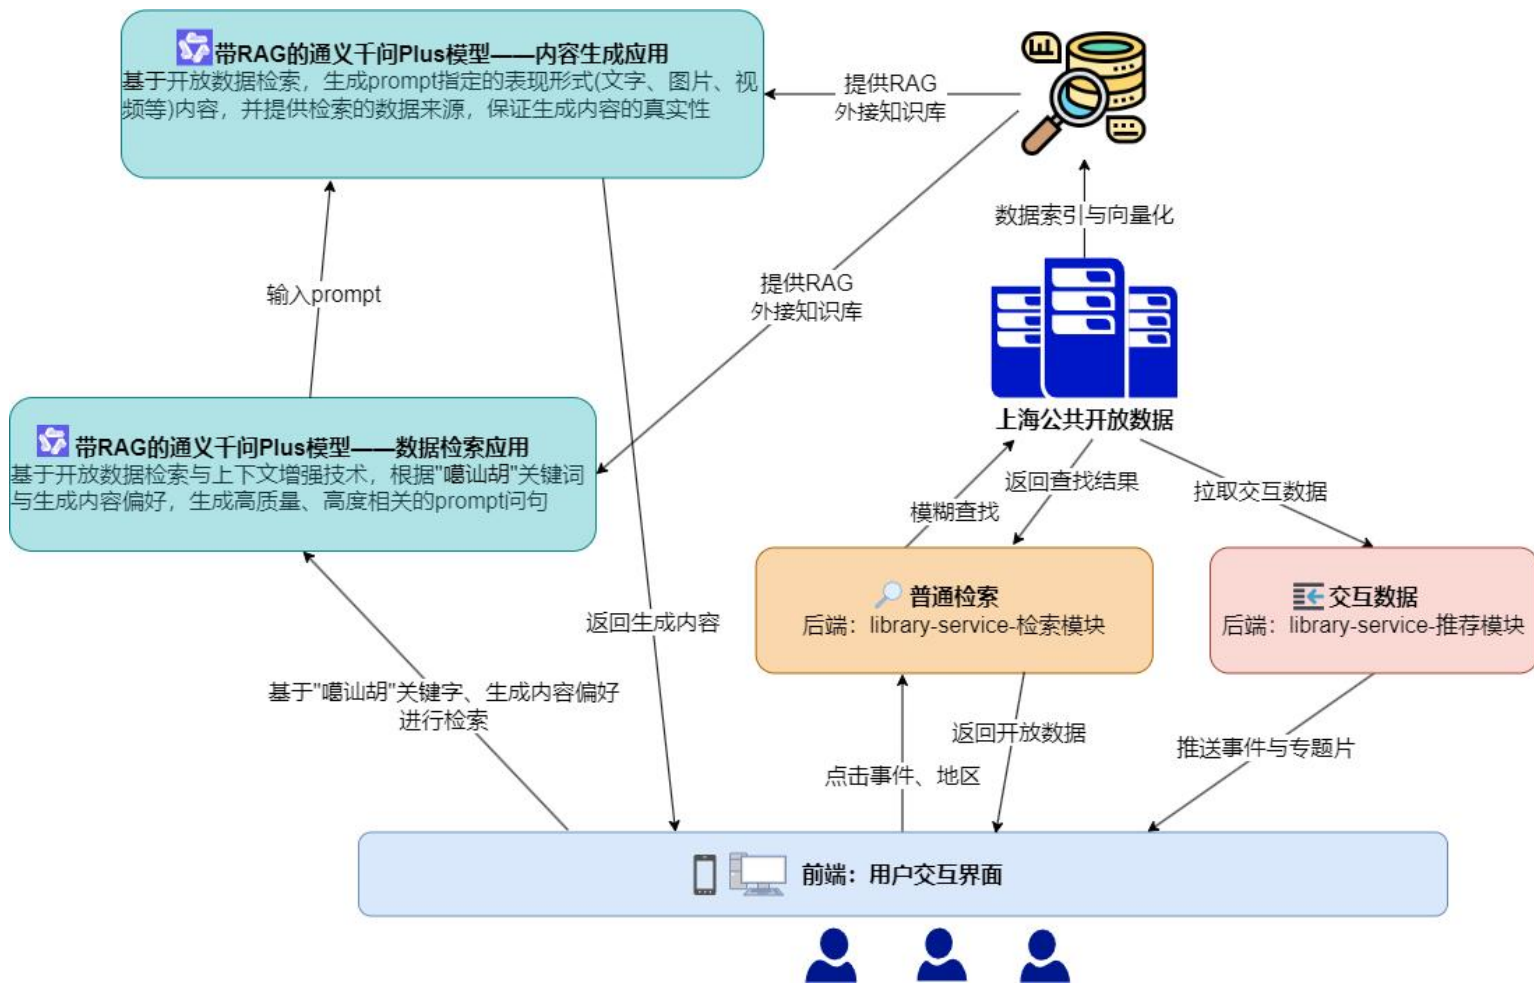 带RAG的通义千问Plus模型——内容生成应用
基于开放数据检索，生成prompt指定的表现形式(文字、图片、视
频等)内容，并提供检索的数据来源，保证生成内容的真实性
提供RAG
外接知识库
数据索引与向量化
输入prompt
提供RAG
外接知识库
上海公共开放数据
带RAG的通义千问Plus模型——数据检索应用
基于开放数据检索与上下文增强技术，根据"噶讪胡"关键词
与生成内容偏好，生成高质量、高度相关的prompt问句
模糊查找
返回查找结果
拉取交互数据
普通检索
后端：library-service-检索模块
交互数据
后端：library-service-推荐模块
返回生成内容
基于"噶讪胡"关键字、生成内容偏好
进行检索
点击事件、地区
返回开放数据
推送事件与专题片
前端：用户交互界面